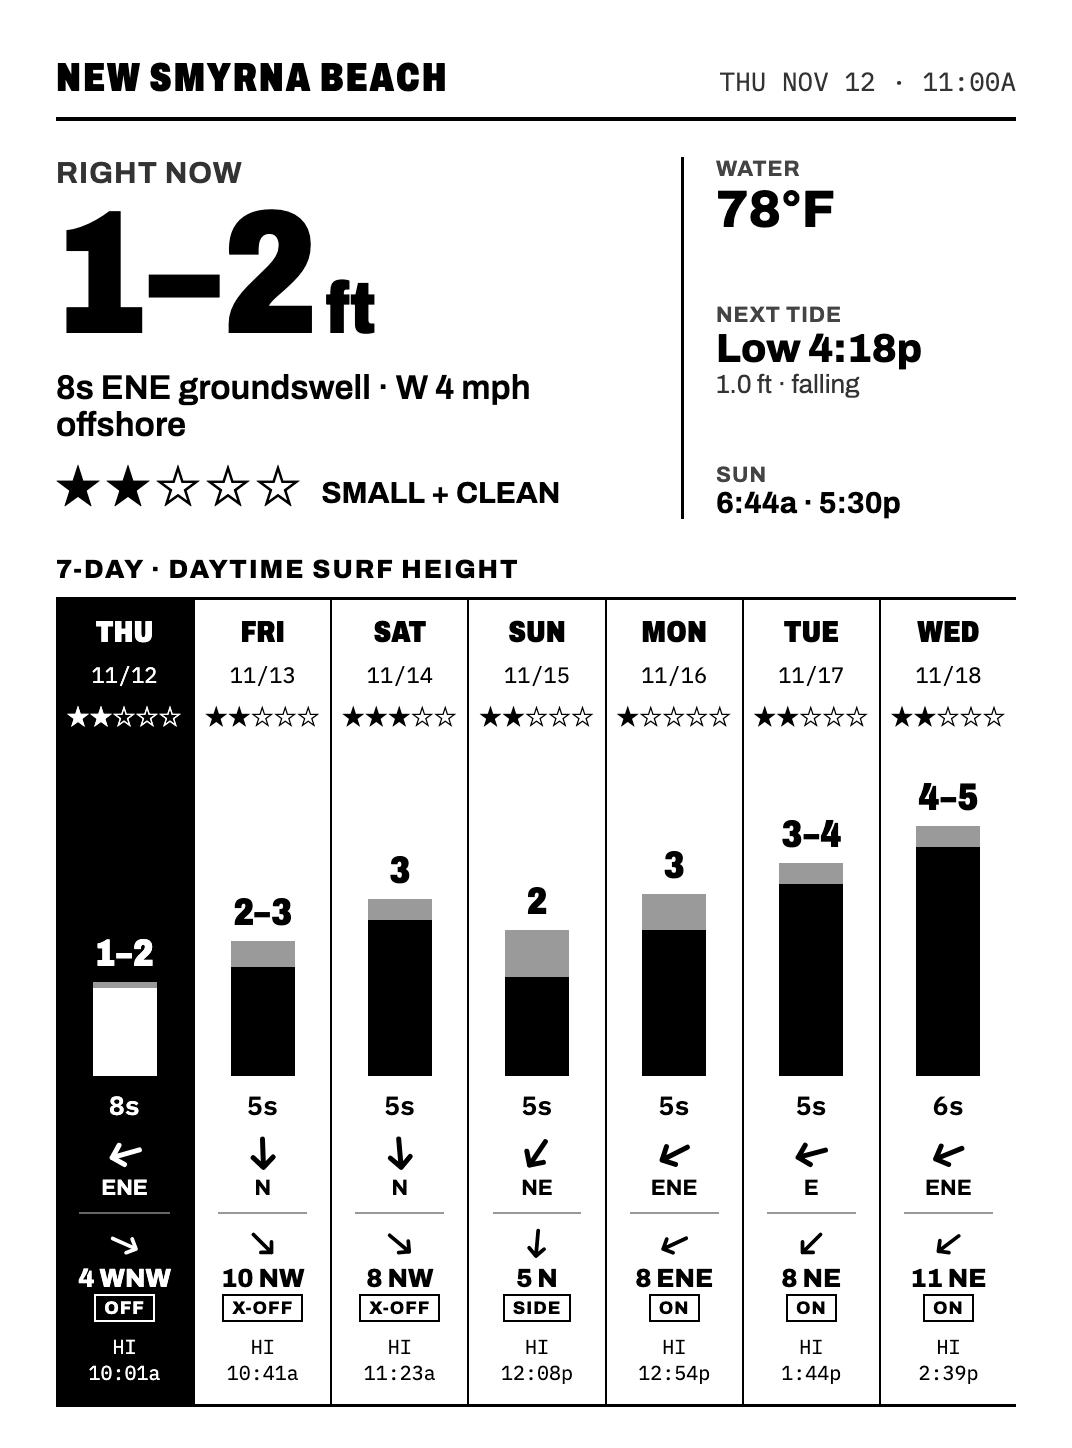 NEW SMYRNA BEACH
THU NOV 12 · 11:00A
RIGHT NOW
1–2 ft
8s ENE groundswell · W 4 mph
offshore
★★☆☆☆ SMALL + CLEAN
WATER
78°F
NEXT TIDE
Low 4:18p
1.0 ft · falling
SUN
6:44a · 5:30p
7-DAY · DAYTIME SURF HEIGHT
THU
11/12
★★☆☆☆
1–2
8s
ENE
4 WNW
OFF
HI
10:01a
FRI
11/13
★★☆☆☆
2–3
5s
N
10 NW
X-OFF
HI
10:41a
SAT
11/14
★★★☆☆
3
5s
N
8 NW
X-OFF
HI
11:23a
SUN
11/15
★★☆☆☆
2
5s
NE
5 N
SIDE
HI
12:08p
MON
11/16
★☆☆☆☆
3
5s
ENE
8 ENE
ON
HI
12:54p
TUE
11/17
★★☆☆☆
3–4
5s
E
8 NE
ON
HI
1:44p
WED
11/18
★★☆☆☆
4–5
6s
ENE
11 NE
ON
HI
2:39p